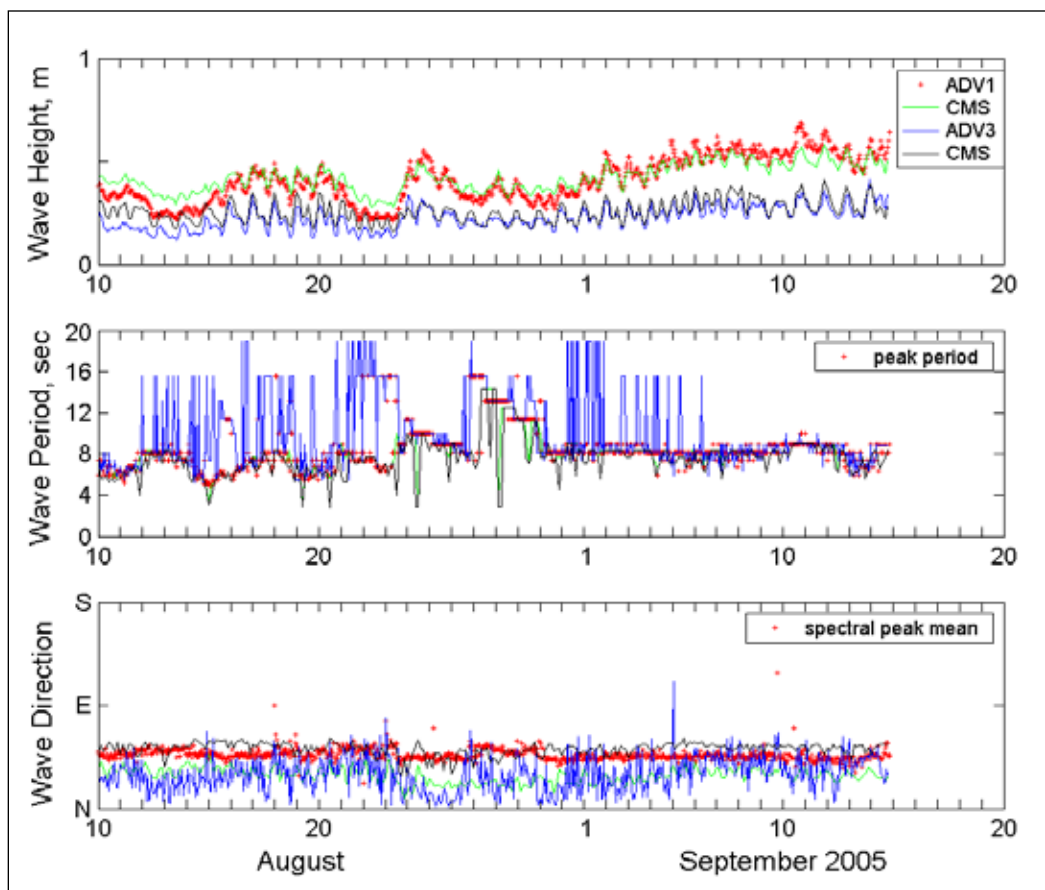 1
Wave Height, m
0
ADV1
CMS
ADV3
CMS
10 20 1 10 20
20
16
12
8
4
0
Wave Period, sec
peak period
10 20 1 10 20
S
E
N
Wave Direction
spectral peak mean
10 20 1 10 20
August September 2005